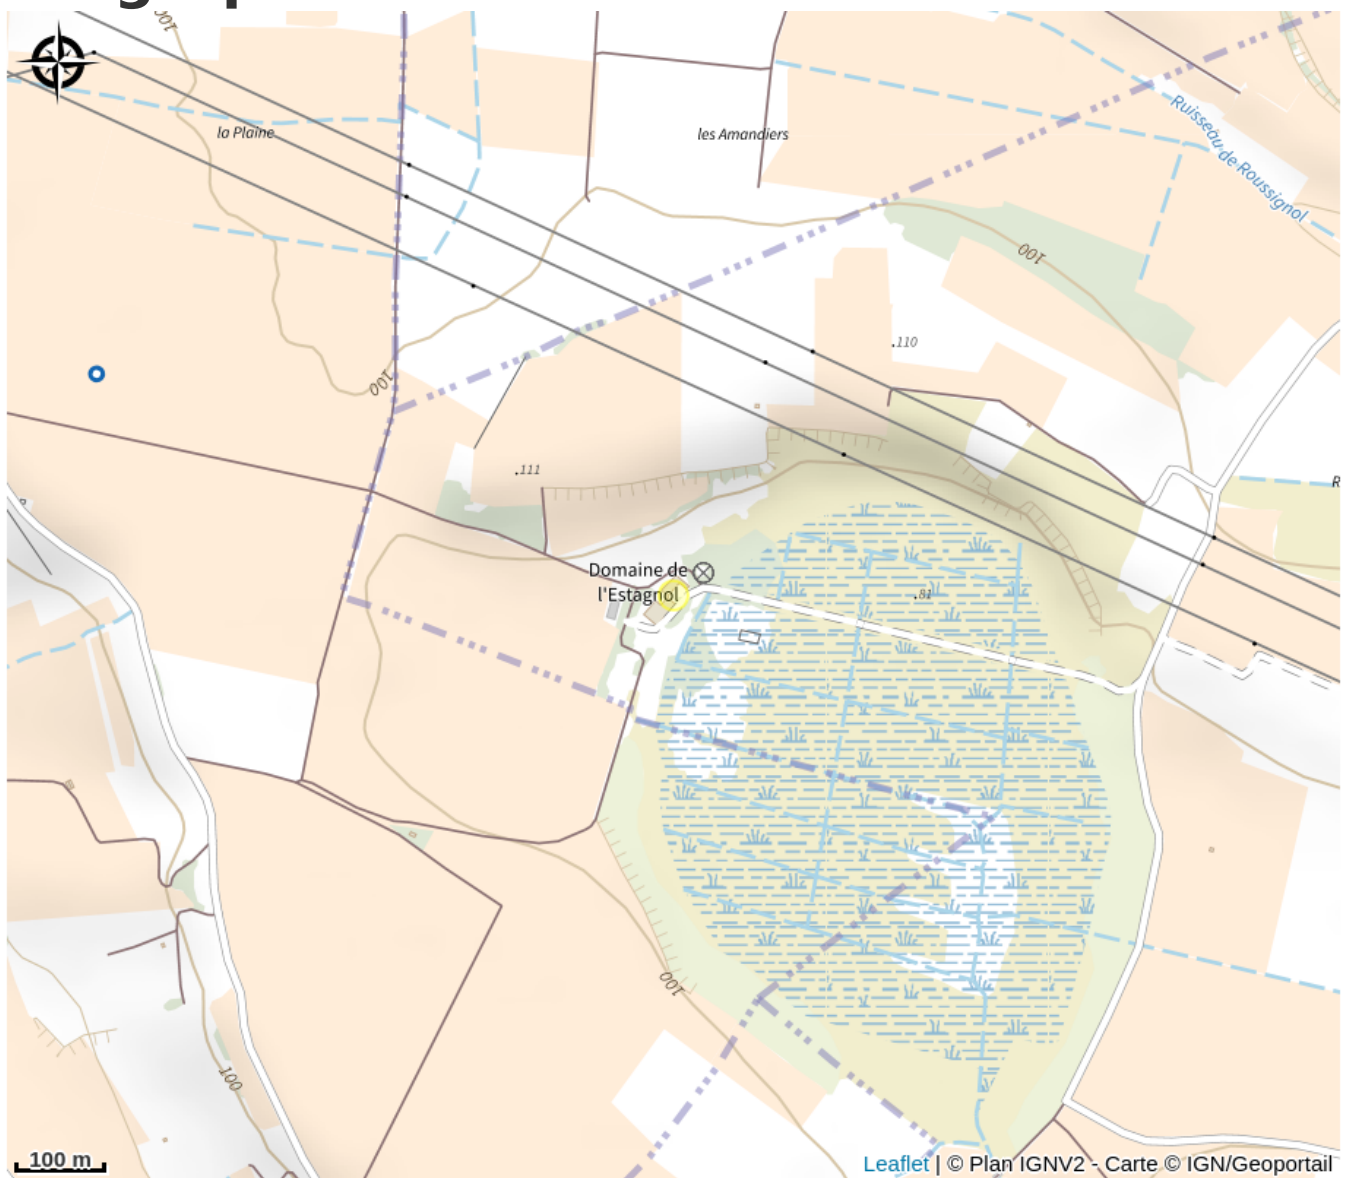 100
la Plaine
les Amandiers
Ruisseau de Roussignol
100
.110
100
.111
R
Domaine de
l'Estagnol
.81
100
100
100 m
Leaflet | © Plan IGNV2 - Carte © IGN/Geoportail